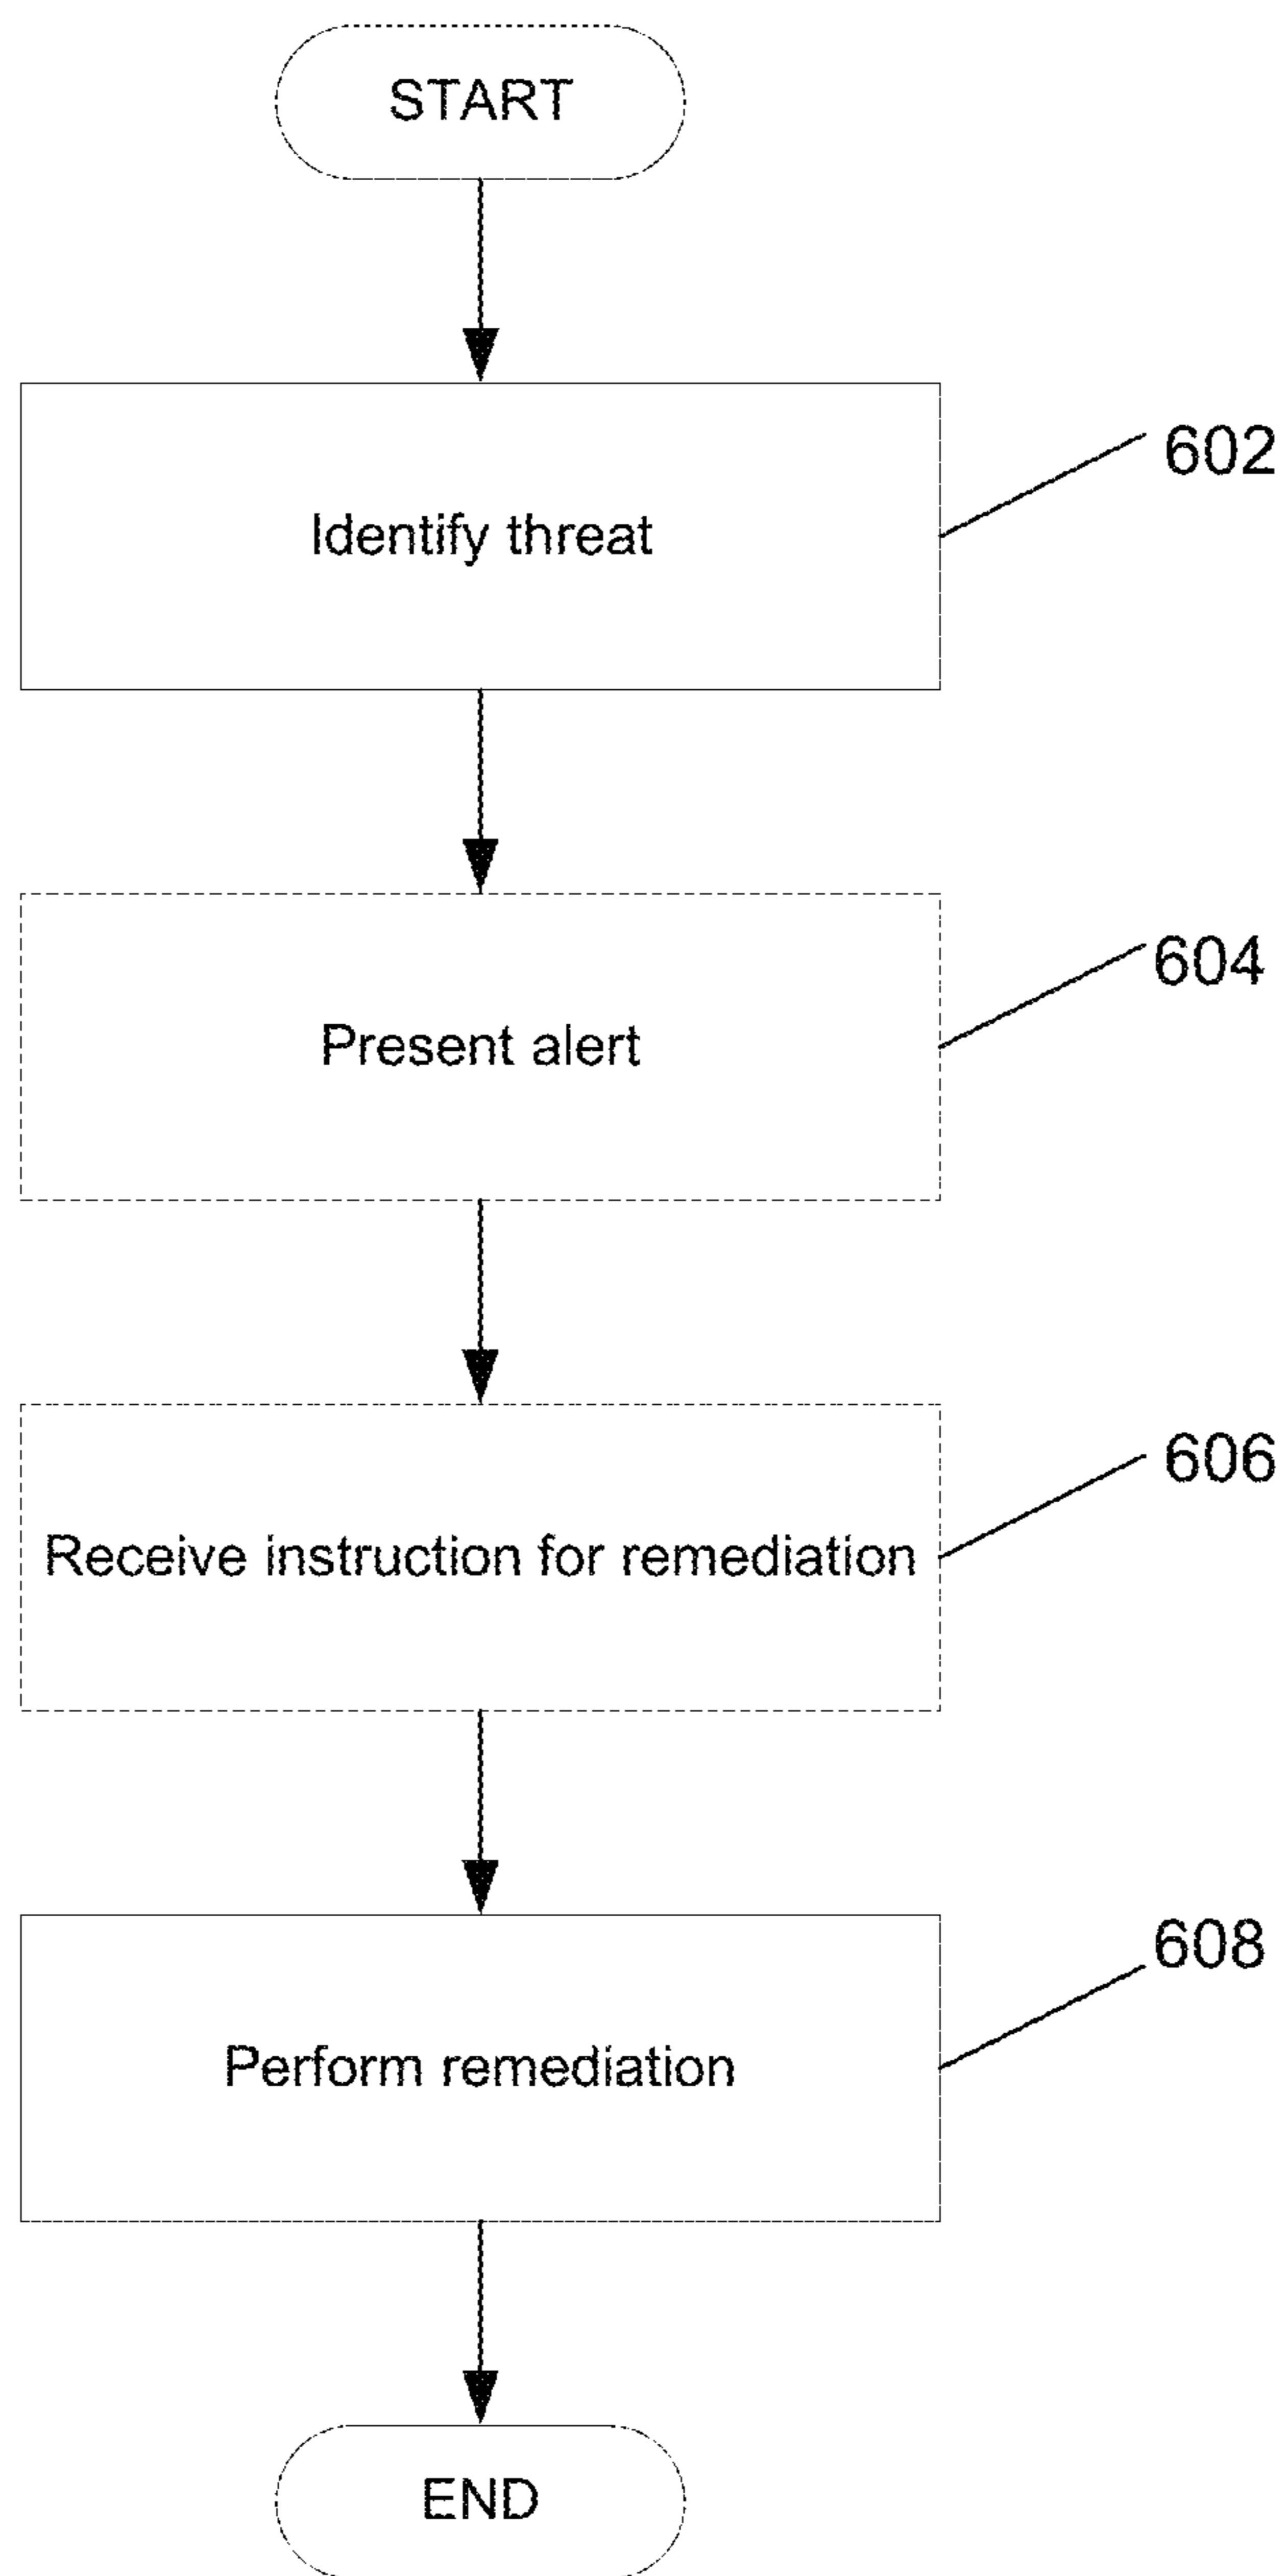 START
Identify threat
602
Present alert
604
Receive instruction for remediation
606
Perform remediation
608
END